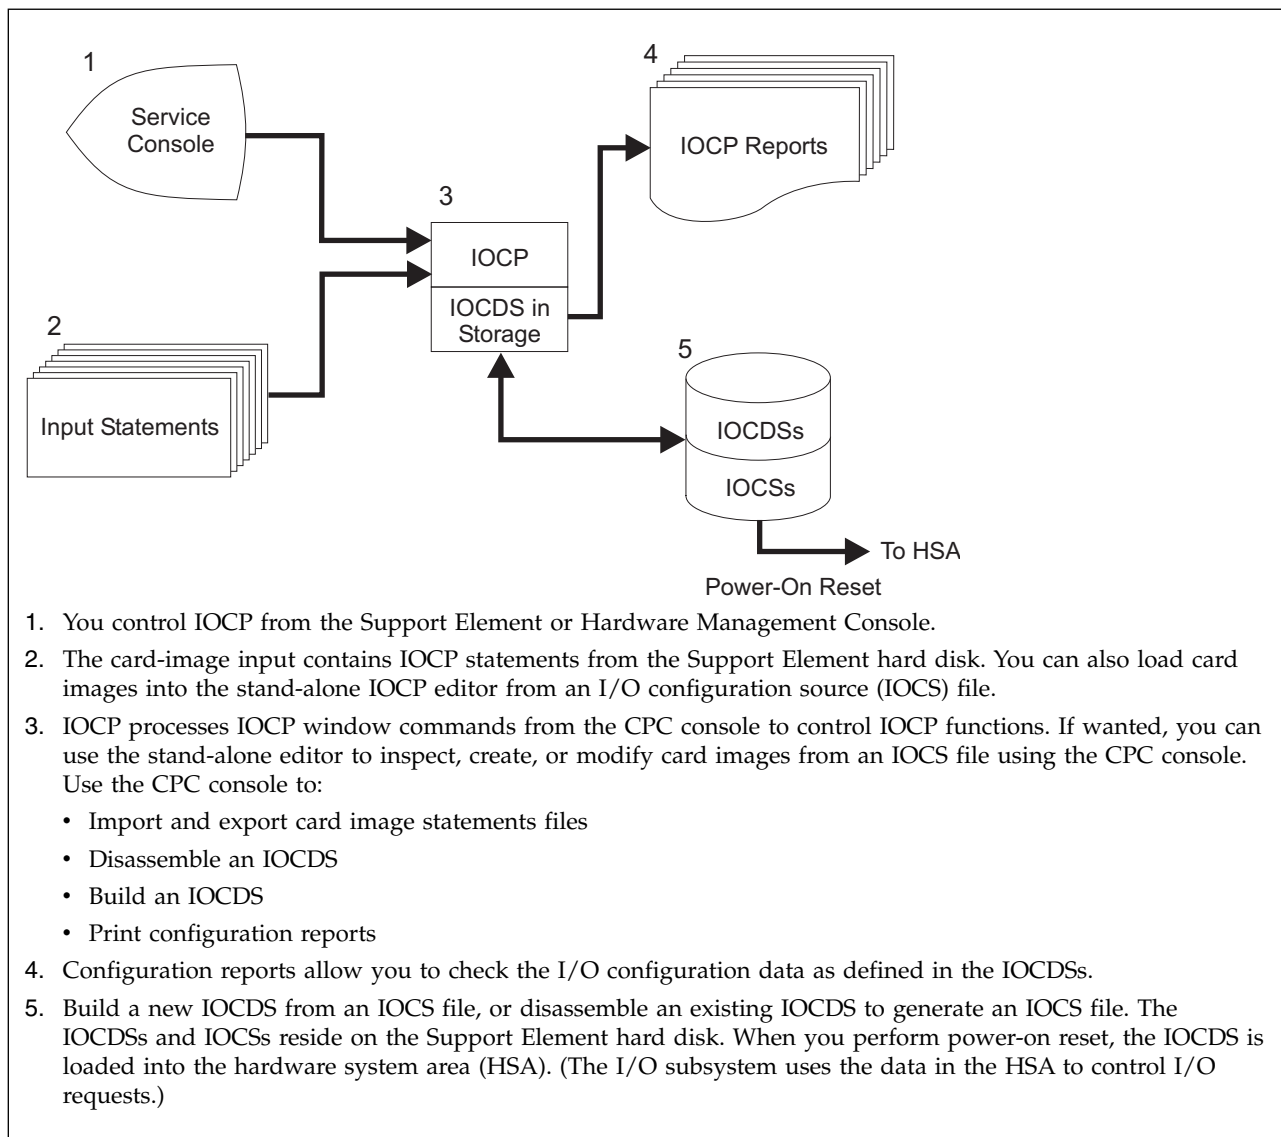 1
Service
Console
4
IOCP Reports
3
IOCP
IOCDS in
Storage
2
Input Statements
5
IOCDSs
IOCSs
To HSA
Power-On Reset
1. You control IOCP from the Support Element or Hardware Management Console.
2. The card-image input contains IOCP statements from the Support Element hard disk. You can also load card
images into the stand-alone IOCP editor from an I/O configuration source (IOCS) file.
3. IOCP processes IOCP window commands from the CPC console to control IOCP functions. If wanted, you can
use the stand-alone editor to inspect, create, or modify card images from an IOCS file using the CPC console.
Use the CPC console to:
• Import and export card image statements files
• Disassemble an IOCDS
• Build an IOCDS
• Print configuration reports
4. Configuration reports allow you to check the I/O configuration data as defined in the IOCDSs.
5. Build a new IOCDS from an IOCS file, or disassemble an existing IOCDS to generate an IOCS file. The
IOCDSs and IOCSs reside on the Support Element hard disk. When you perform power-on reset, the IOCDS is
loaded into the hardware system area (HSA). (The I/O subsystem uses the data in the HSA to control I/O
requests.)